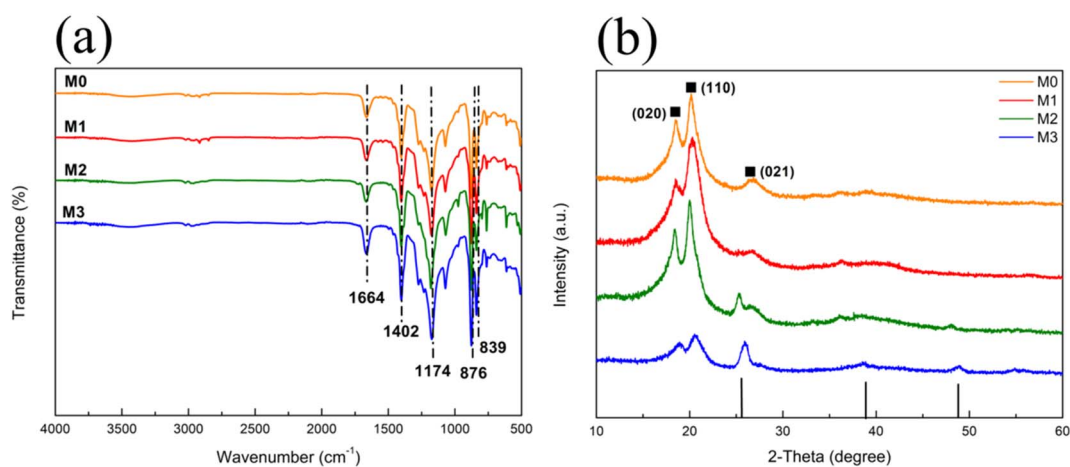 (a)
M0
M1
M2
M3
1664
1402
1174
876
839
Transmittance (%)
4000 3500 3000 2500 2000 1500 1000 500
Wavenumber (cm⁻¹)
(b)
M0
M1
M2
M3
(020)
(110)
(021)
Intensity (a.u.)
10 20 30 40 50 60
2-Theta (degree)